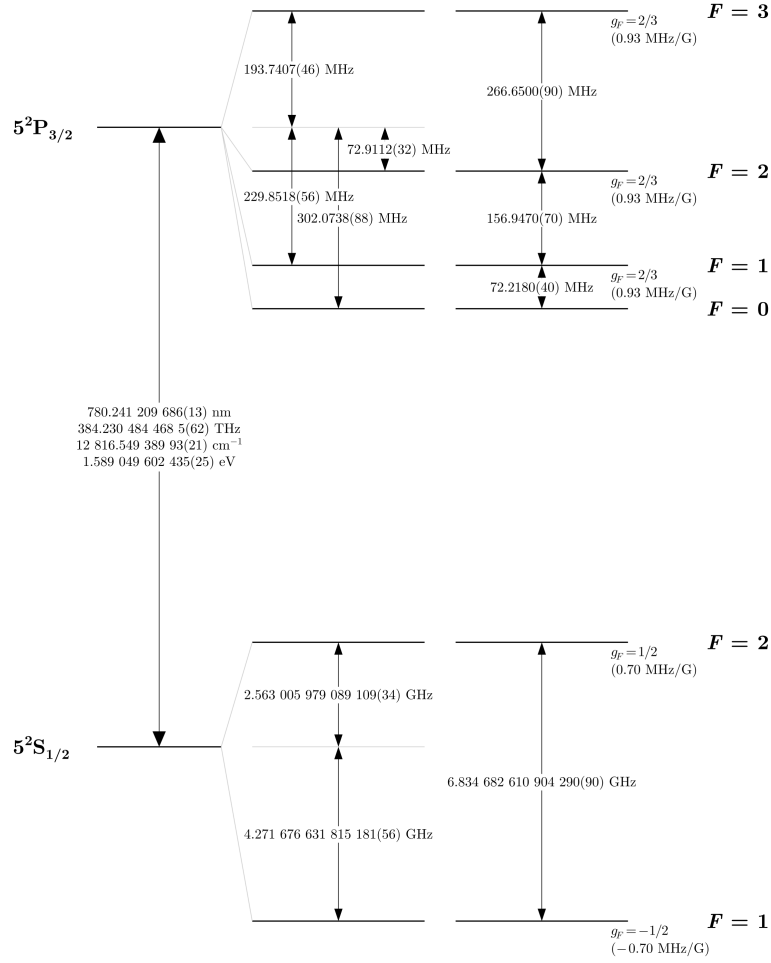 F = 3
g_F = 2/3
(0.93 MHz/G)
193.7407(46) MHz
266.6500(90) MHz
5²P₃/₂
72.9112(32) MHz
F = 2
g_F = 2/3
(0.93 MHz/G)
229.8518(56) MHz
302.0738(88) MHz
156.9470(70) MHz
F = 1
g_F = 2/3
(0.93 MHz/G)
72.2180(40) MHz
F = 0
780.241 209 686(13) nm
384.230 484 468 5(62) THz
12 816.549 389 93(21) cm⁻¹
1.589 049 602 435(25) eV
F = 2
g_F = 1/2
(0.70 MHz/G)
2.563 005 979 089 109(34) GHz
5²S₁/₂
6.834 682 610 904 290(90) GHz
4.271 676 631 815 181(56) GHz
F = 1
g_F = −1/2
(−0.70 MHz/G)